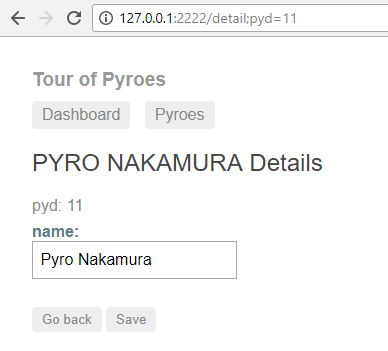 127.0.0.1:2222/detail;pyd=11
Tour of Pyroes
Dashboard Pyroes
PYRO NAKAMURA Details
pyd: 11
name:
Pyro Nakamura
Go back Save